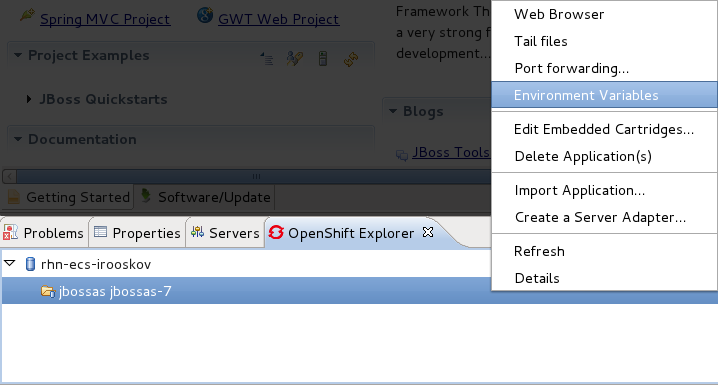 Spring MVC Project
GWT Web Project
Project Examples
JBoss Quickstarts
Documentation
Framework Th
a very strong f
development...
Blogs
JBoss Tools
Getting Started
Software/Update
Web Browser
Tail files
Port forwarding...
Environment Variables
Edit Embedded Cartridges...
Delete Application(s)
Import Application...
Create a Server Adapter...
Refresh
Details
Problems
Properties
Servers
OpenShift Explorer
rhn-ecs-irooskov
jbossas jbossas-7